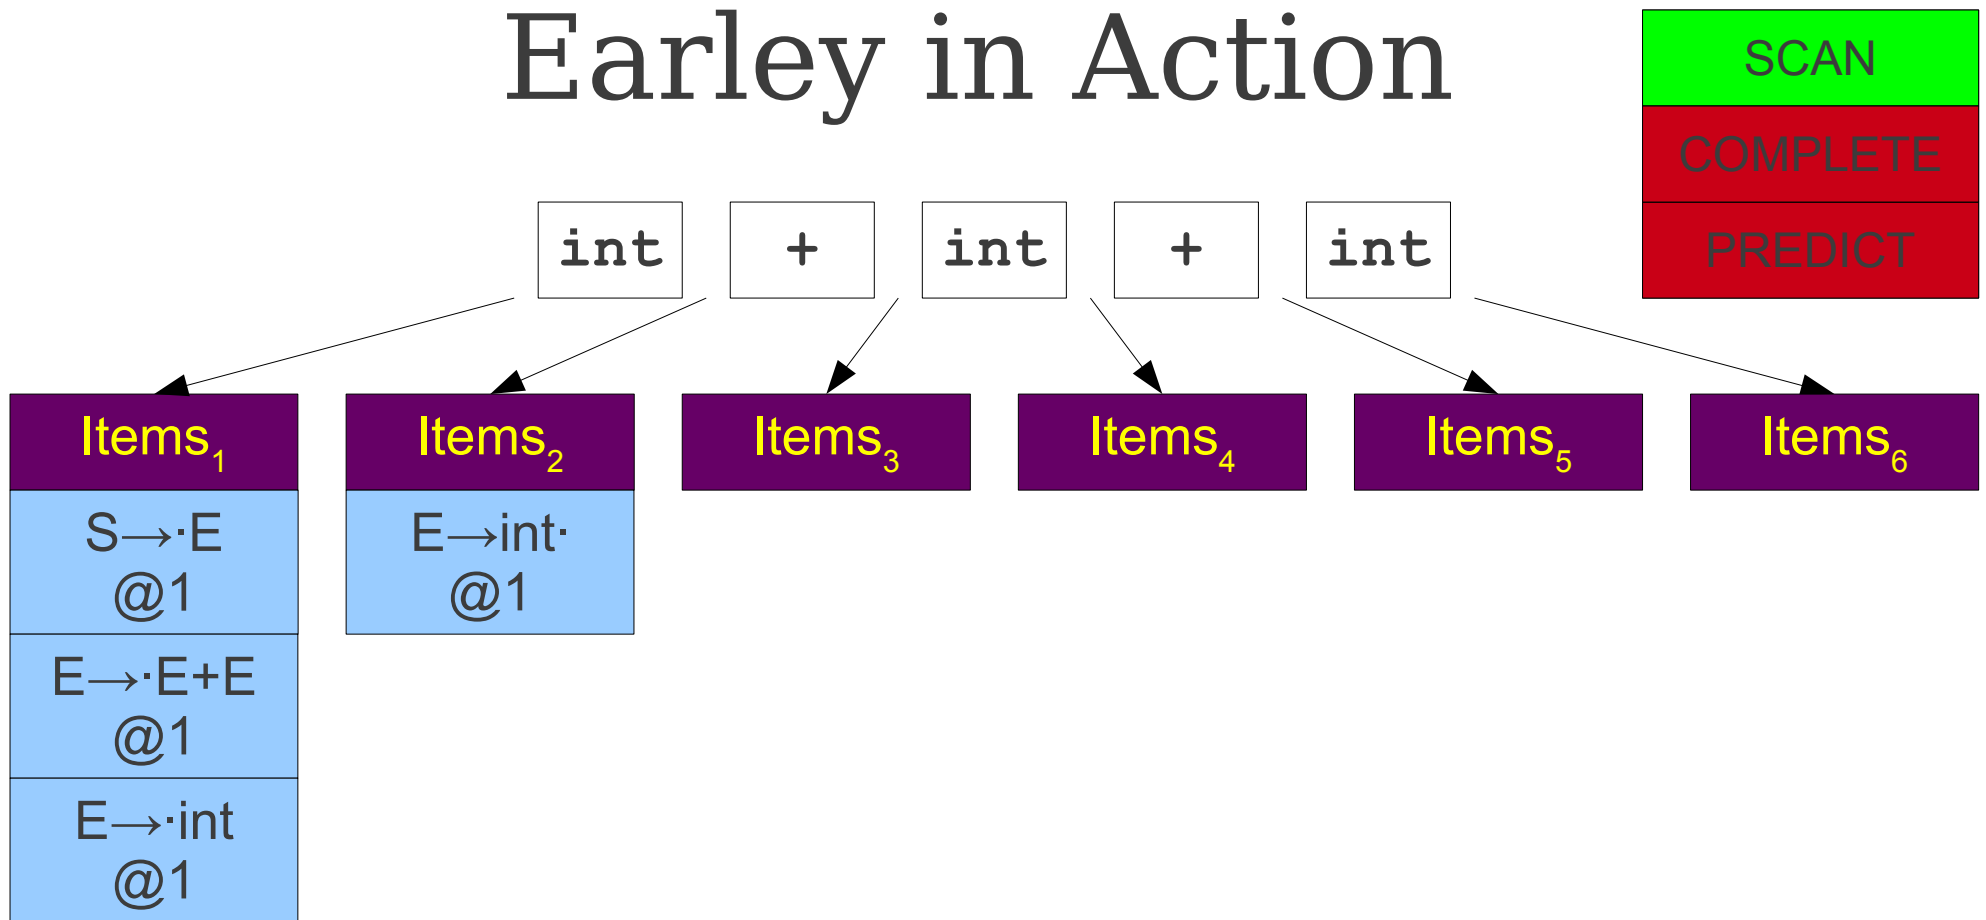 Earley in Action
SCAN
COMPLETE
PREDICT
int + int + int
Items₁ Items₂ Items₃ Items₄ Items₅ Items₆
S→·E
@1
E→·E+E
@1
E→·int
@1
E→int·
@1